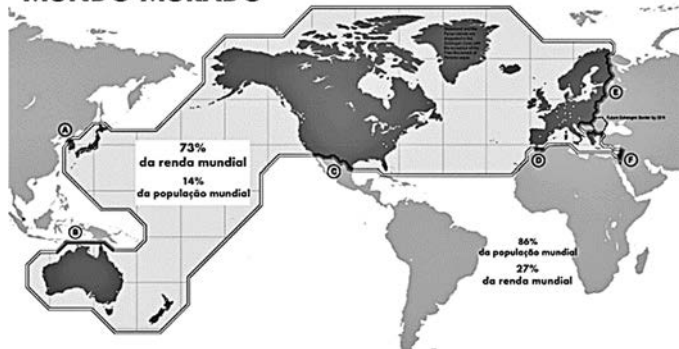 MUNDO MURADO
A
73%
da renda mundial
14%
da população mundial
B
C
D
E
F
86%
da população mundial
27%
da renda mundial